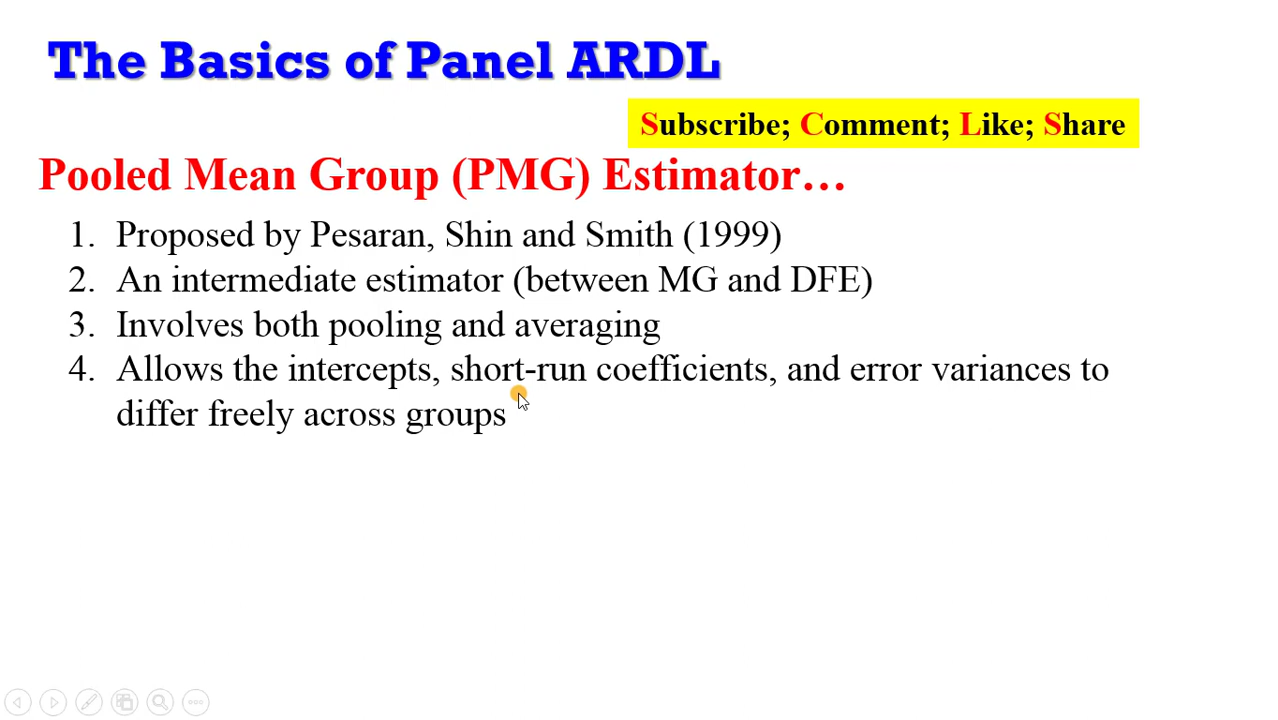 The Basics of Panel ARDL
Subscribe; Comment; Like; Share
Pooled Mean Group (PMG) Estimator…
1. Proposed by Pesaran, Shin and Smith (1999)
2. An intermediate estimator (between MG and DFE)
3. Involves both pooling and averaging
4. Allows the intercepts, short-run coefficients, and error variances to
differ freely across groups